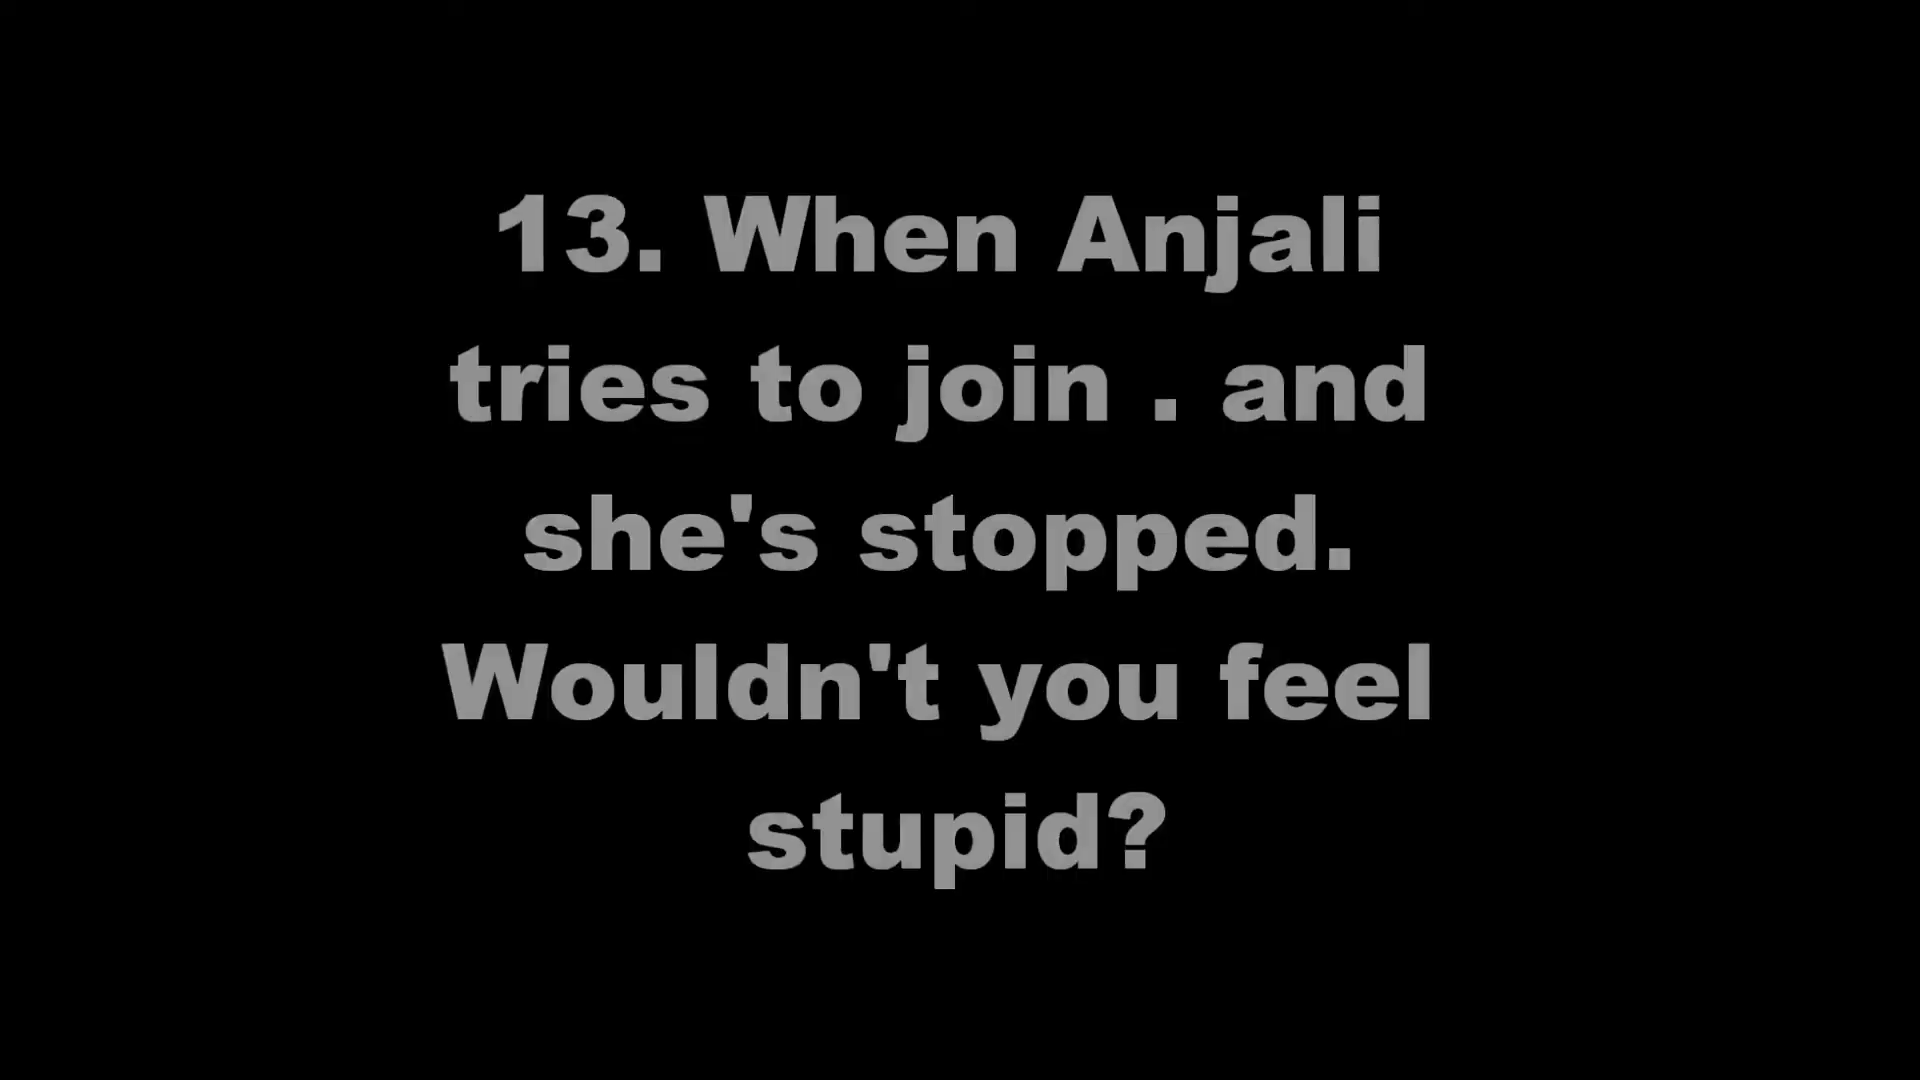 13. When Anjali
tries to join . and
she's stopped.
Wouldn't you feel
stupid?